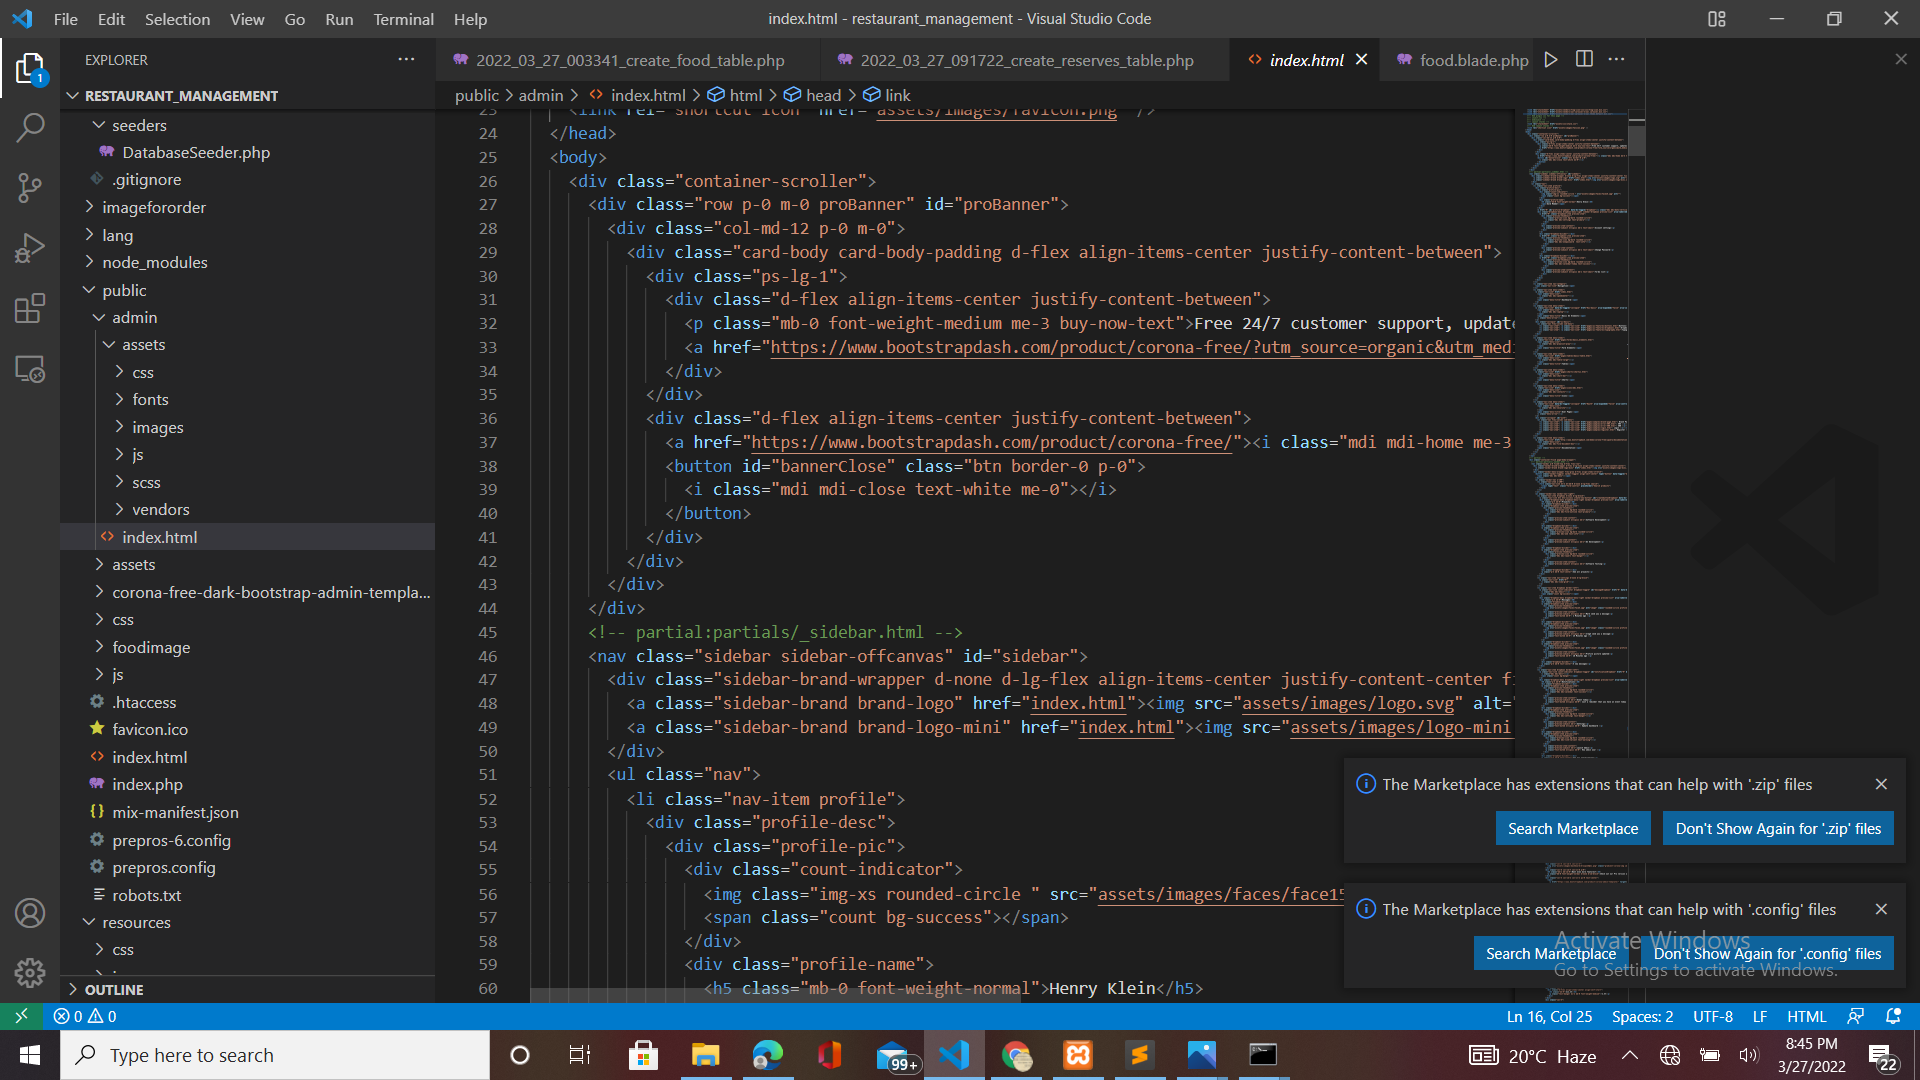 File Edit Selection View Go Run Terminal Help
index.html - restaurant_management - Visual Studio Code
EXPLORER
RESTAURANT_MANAGEMENT
seeders
DatabaseSeeder.php
.gitignore
imagefororder
lang
node_modules
public
admin
assets
css
fonts
images
js
scss
vendors
index.html
assets
corona-free-dark-bootstrap-admin-templa...
css
foodimage
js
.htaccess
favicon.ico
index.html
index.php
mix-manifest.json
prepros-6.config
prepros.config
robots.txt
resources
css
OUTLINE
2022_03_27_003341_create_food_table.php
2022_03_27_091722_create_reserves_table.php
index.html
food.blade.php
public > admin > index.html > html > head > link
23 <link rel="shortcut icon" href="assets/images/favicon.png" />
24 </head>
25 <body>
26 <div class="container-scroller">
27 <div class="row p-0 m-0 proBanner" id="proBanner">
28 <div class="col-md-12 p-0 m-0">
29 <div class="card-body card-body-padding d-flex align-items-center justify-content-between">
30 <div class="ps-lg-1">
31 <div class="d-flex align-items-center justify-content-between">
32 <p class="mb-0 font-weight-medium me-3 buy-now-text">Free 24/7 customer support, update
33 <a href="https://www.bootstrapdash.com/product/corona-free/?utm_source=organic&utm_medi
34 </div>
35 </div>
36 <div class="d-flex align-items-center justify-content-between">
37 <a href="https://www.bootstrapdash.com/product/corona-free/"><i class="mdi mdi-home me-3
38 <button id="bannerClose" class="btn border-0 p-0">
39 <i class="mdi mdi-close text-white me-0"></i>
40 </button>
41 </div>
42 </div>
43 </div>
44 </div>
45 <!-- partial:partials/_sidebar.html -->
46 <nav class="sidebar sidebar-offcanvas" id="sidebar">
47 <div class="sidebar-brand-wrapper d-none d-lg-flex align-items-center justify-content-center fi
48 <a class="sidebar-brand brand-logo" href="index.html"><img src="assets/images/logo.svg" alt="
49 <a class="sidebar-brand brand-logo-mini" href="index.html"><img src="assets/images/logo-mini
50 </div>
51 <ul class="nav">
52 <li class="nav-item profile">
53 <div class="profile-desc">
54 <div class="profile-pic">
55 <div class="count-indicator">
56 <img class="img-xs rounded-circle " src="assets/images/faces/face15
57 <span class="count bg-success"></span>
58 </div>
59 <div class="profile-name">
60 <h5 class="mb-0 font-weight-normal">Henry Klein</h5>
The Marketplace has extensions that can help with '.zip' files
Search Marketplace
Don't Show Again for '.zip' files
The Marketplace has extensions that can help with '.config' files
Search Marketplace
Don't Show Again for '.config' files
Activate Windows
Go to Settings to activate Windows.
0 0
Ln 16, Col 25 Spaces: 2 UTF-8 LF HTML
Type here to search
99+
20°C Haze
8:45 PM
3/27/2022
22
1